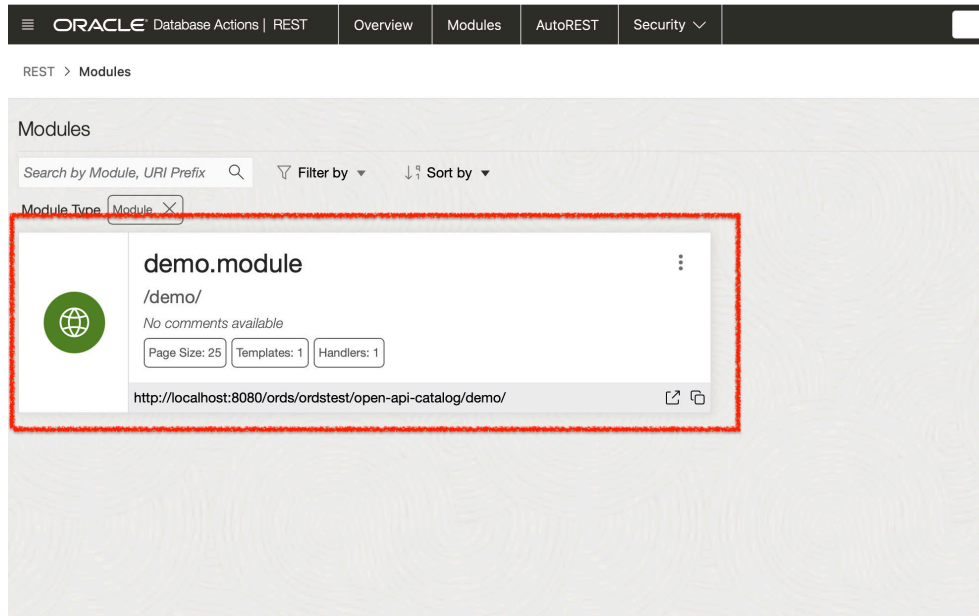 ORACLE Database Actions | REST Overview Modules AutoREST Security
REST > Modules
Modules
Search by Module, URI Prefix Filter by Sort by
Module Type Module
demo.module
/demo/
No comments available
Page Size: 25 Templates: 1 Handlers: 1
http://localhost:8080/ords/ordstest/open-api-catalog/demo/